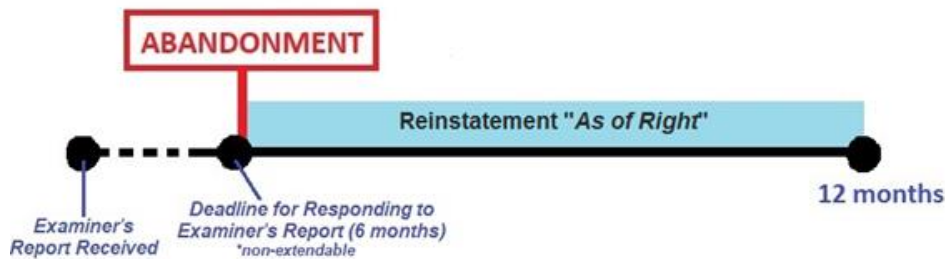 ABANDONMENT
Reinstatement "As of Right"
Examiner's
Report Received
Deadline for Responding to
Examiner's Report (6 months)
*non-extendable
12 months